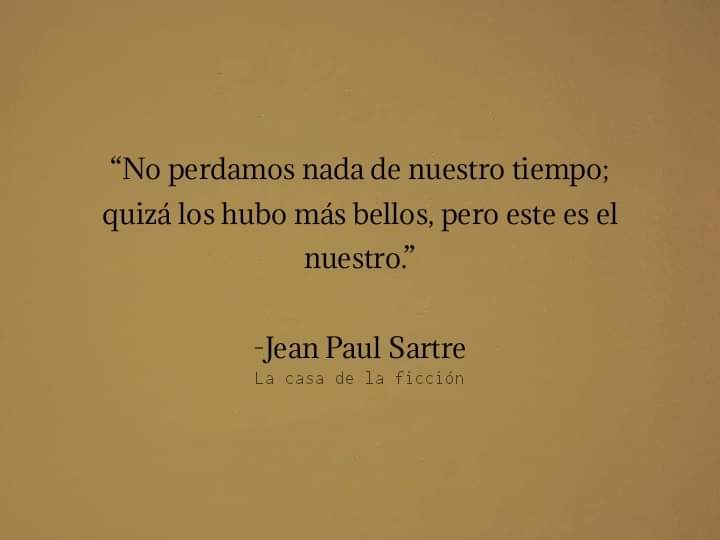 “No perdamos nada de nuestro tiempo;
quizá los hubo más bellos, pero este es el
nuestro.”
-Jean Paul Sartre
La casa de la ficción